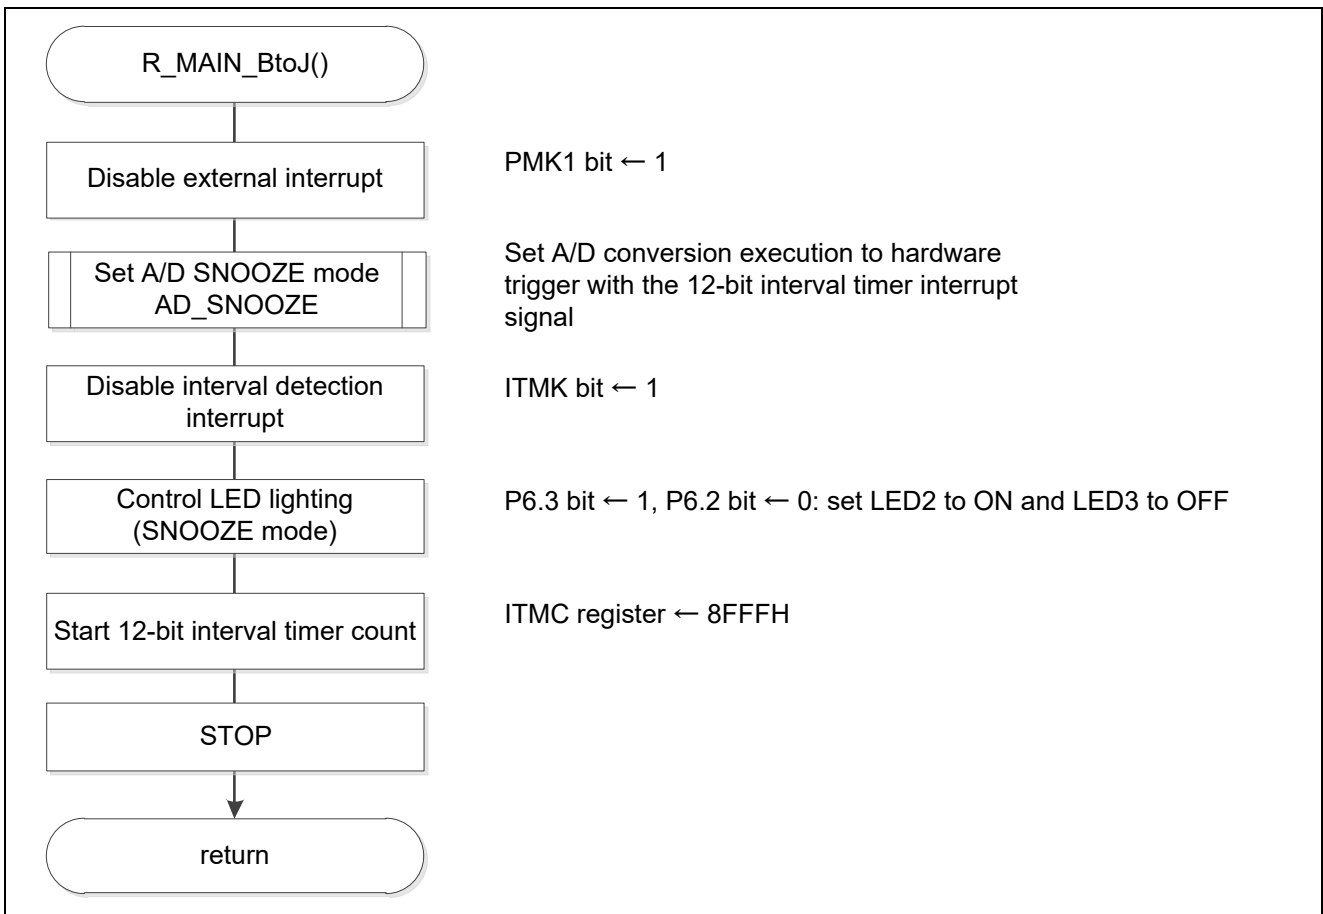 R_MAIN_BtoJ()
Disable external interrupt
PMK1 bit ← 1
Set A/D SNOOZE mode
AD_SNOOZE
Set A/D conversion execution to hardware
trigger with the 12-bit interval timer interrupt
signal
Disable interval detection
interrupt
ITMK bit ← 1
Control LED lighting
(SNOOZE mode)
P6.3 bit ← 1, P6.2 bit ← 0: set LED2 to ON and LED3 to OFF
Start 12-bit interval timer count
ITMC register ← 8FFFH
STOP
return